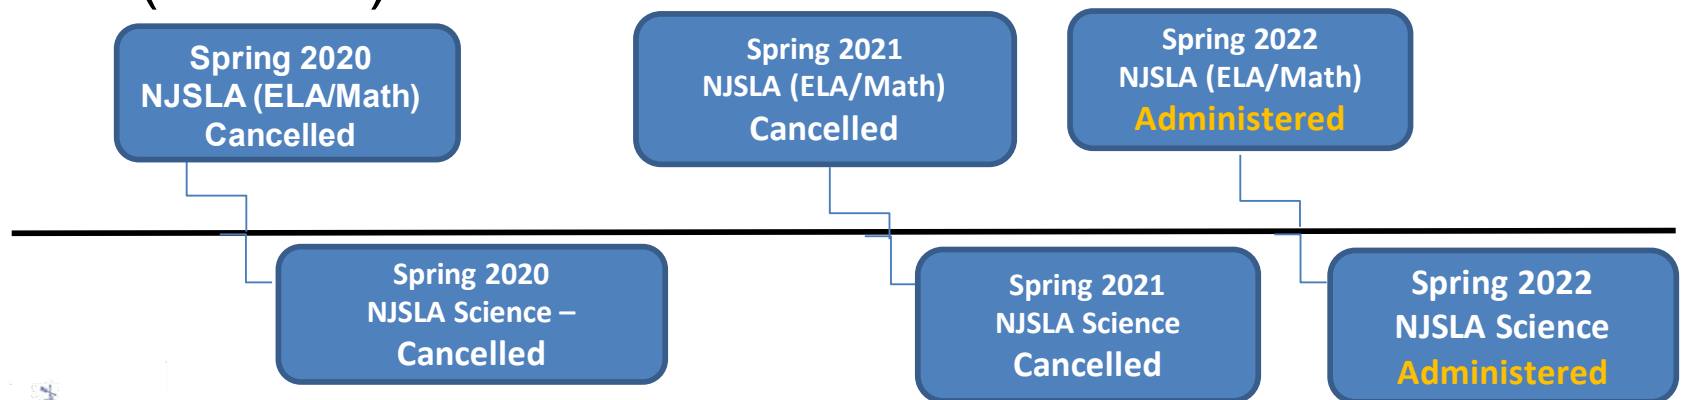 Spring 2020
NJSLA (ELA/Math)
Cancelled
Spring 2021
NJSLA (ELA/Math)
Cancelled
Spring 2022
NJSLA (ELA/Math)
Administered
Spring 2020
NJSLA Science –
Cancelled
Spring 2021
NJSLA Science
Cancelled
Spring 2022
NJSLA Science
Administered